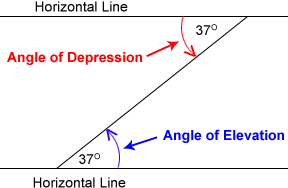 Horizontal Line
37°
Angle of Depression
Angle of Elevation
37°
Horizontal Line